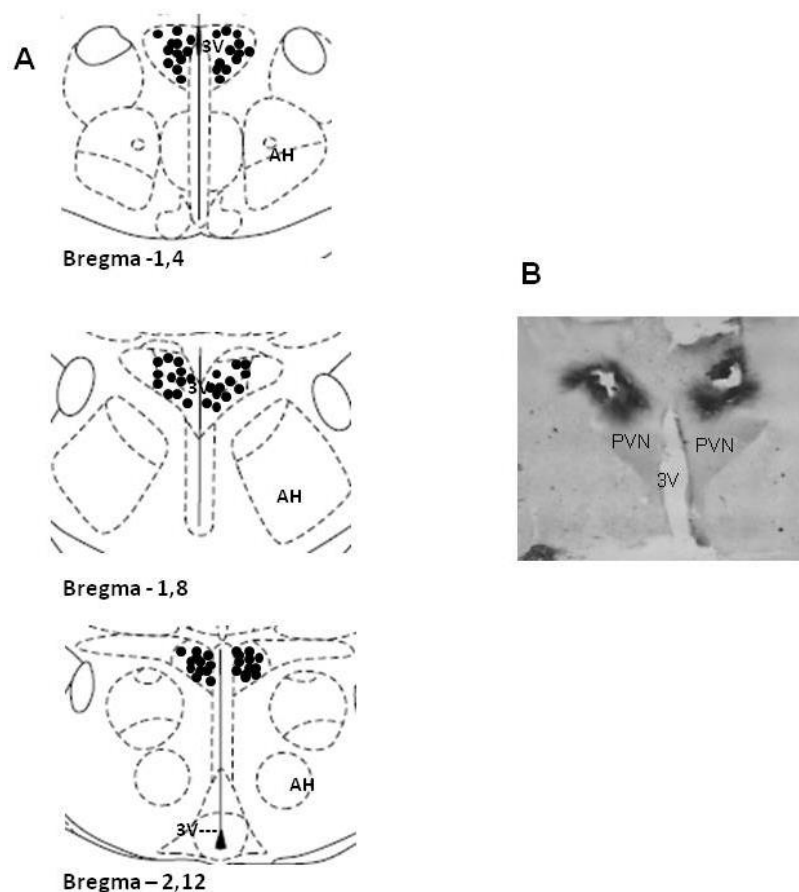 A
3V
AH
Bregma -1,4
3V
AH
Bregma - 1,8
3V---
AH
Bregma – 2,12
B
PVN PVN
3V